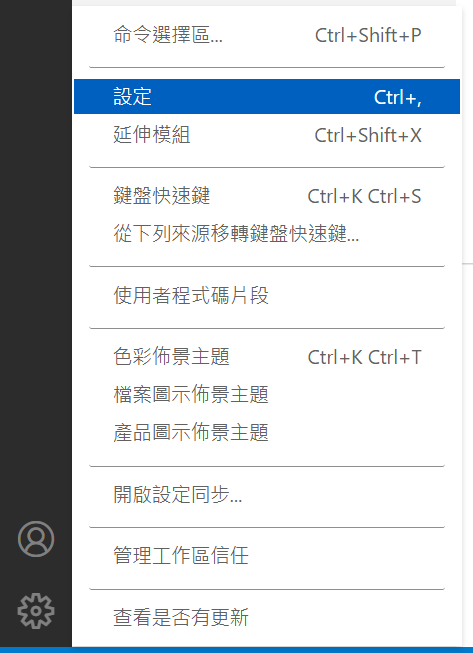 命令選擇區... Ctrl+Shift+P
設定 Ctrl+,
延伸模組 Ctrl+Shift+X
鍵盤快速鍵 Ctrl+K Ctrl+S
從下列來源移轉鍵盤快速鍵...
使用者程式碼片段
色彩佈景主題 Ctrl+K Ctrl+T
檔案圖示佈景主題
產品圖示佈景主題
開啟設定同步...
管理工作區信任
查看是否有更新